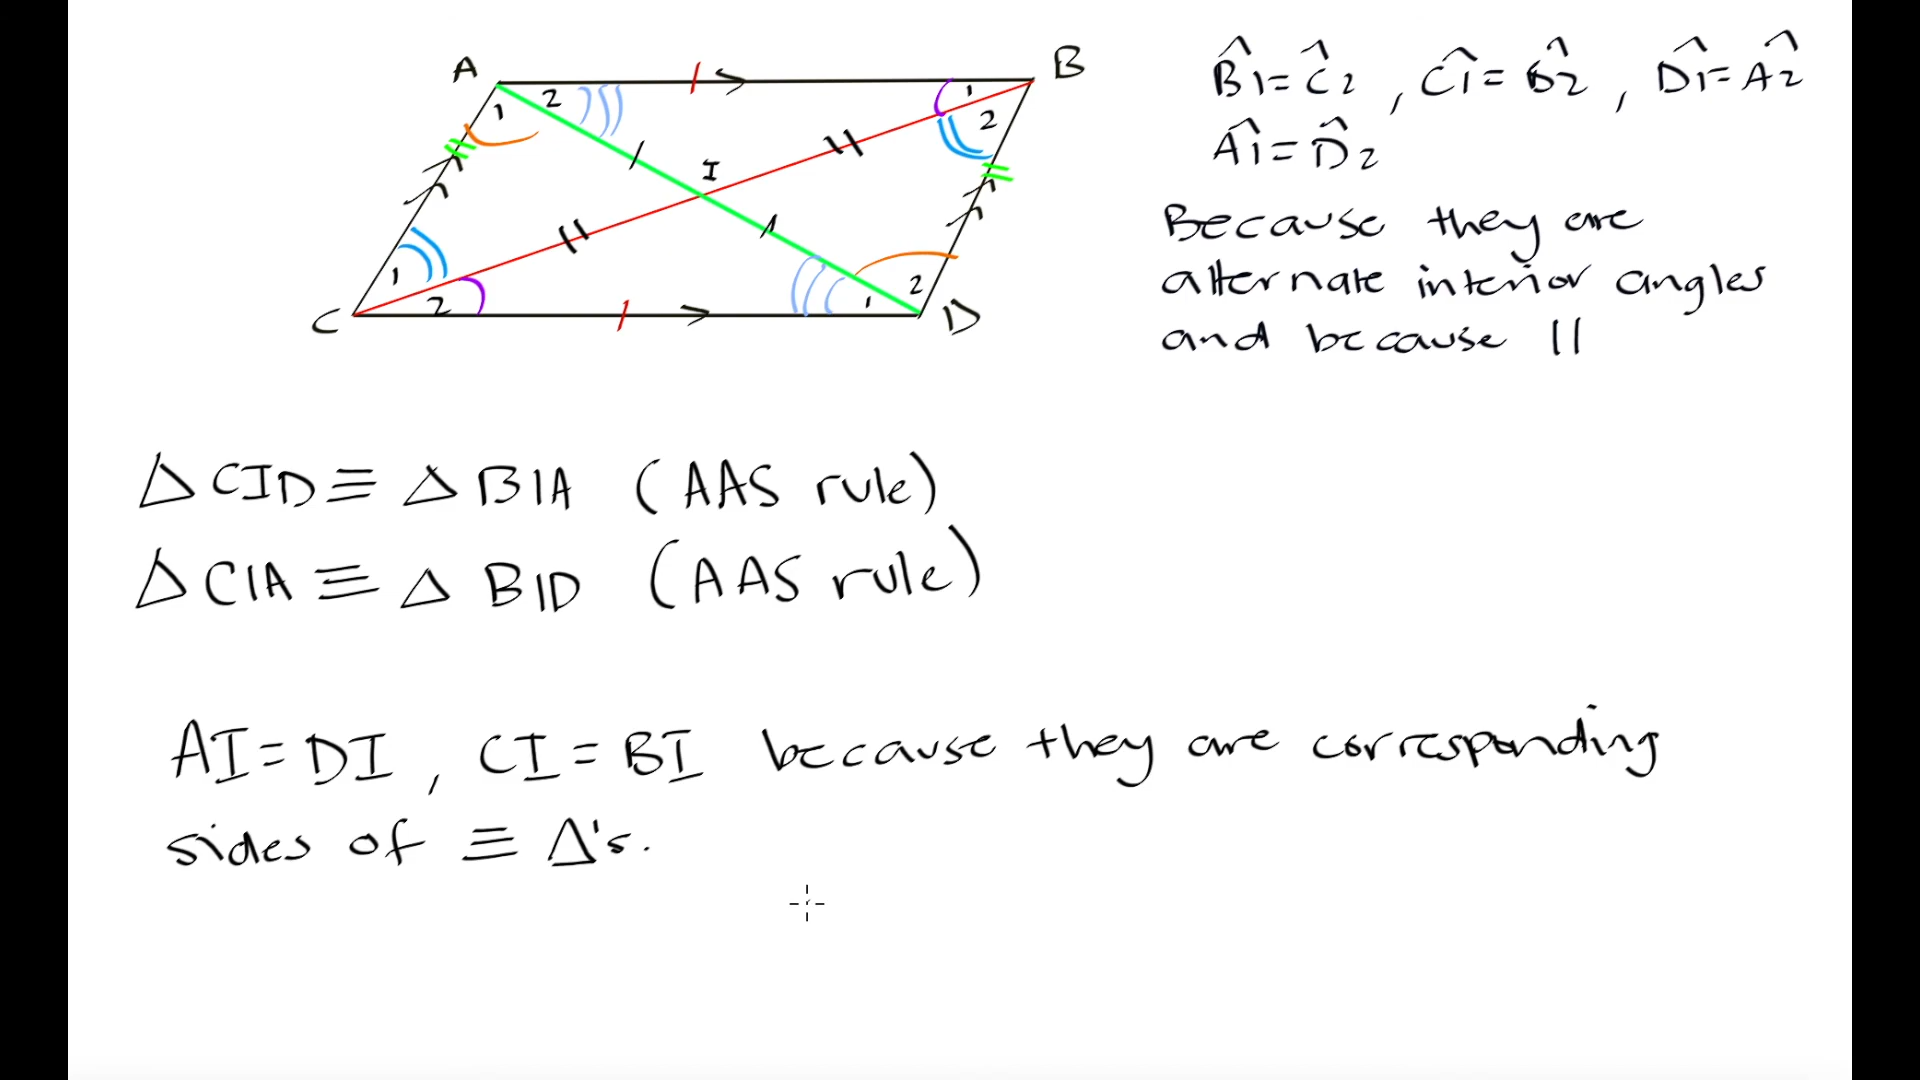 A
B
1
2
1
2
I
1
2
1
2
C
D
B̂1 = Ĉ2 , Ĉ1 = B̂2 , D̂1 = Â2
Â1 = D̂2
Because they are
alternate interior angles
and because ||
△ CID ≡ △ BIA (AAS rule)
△ CIA ≡ △ BID (AAS rule)
AI = DI , CI = BI because they are corresponding
sides of ≡ △'s.